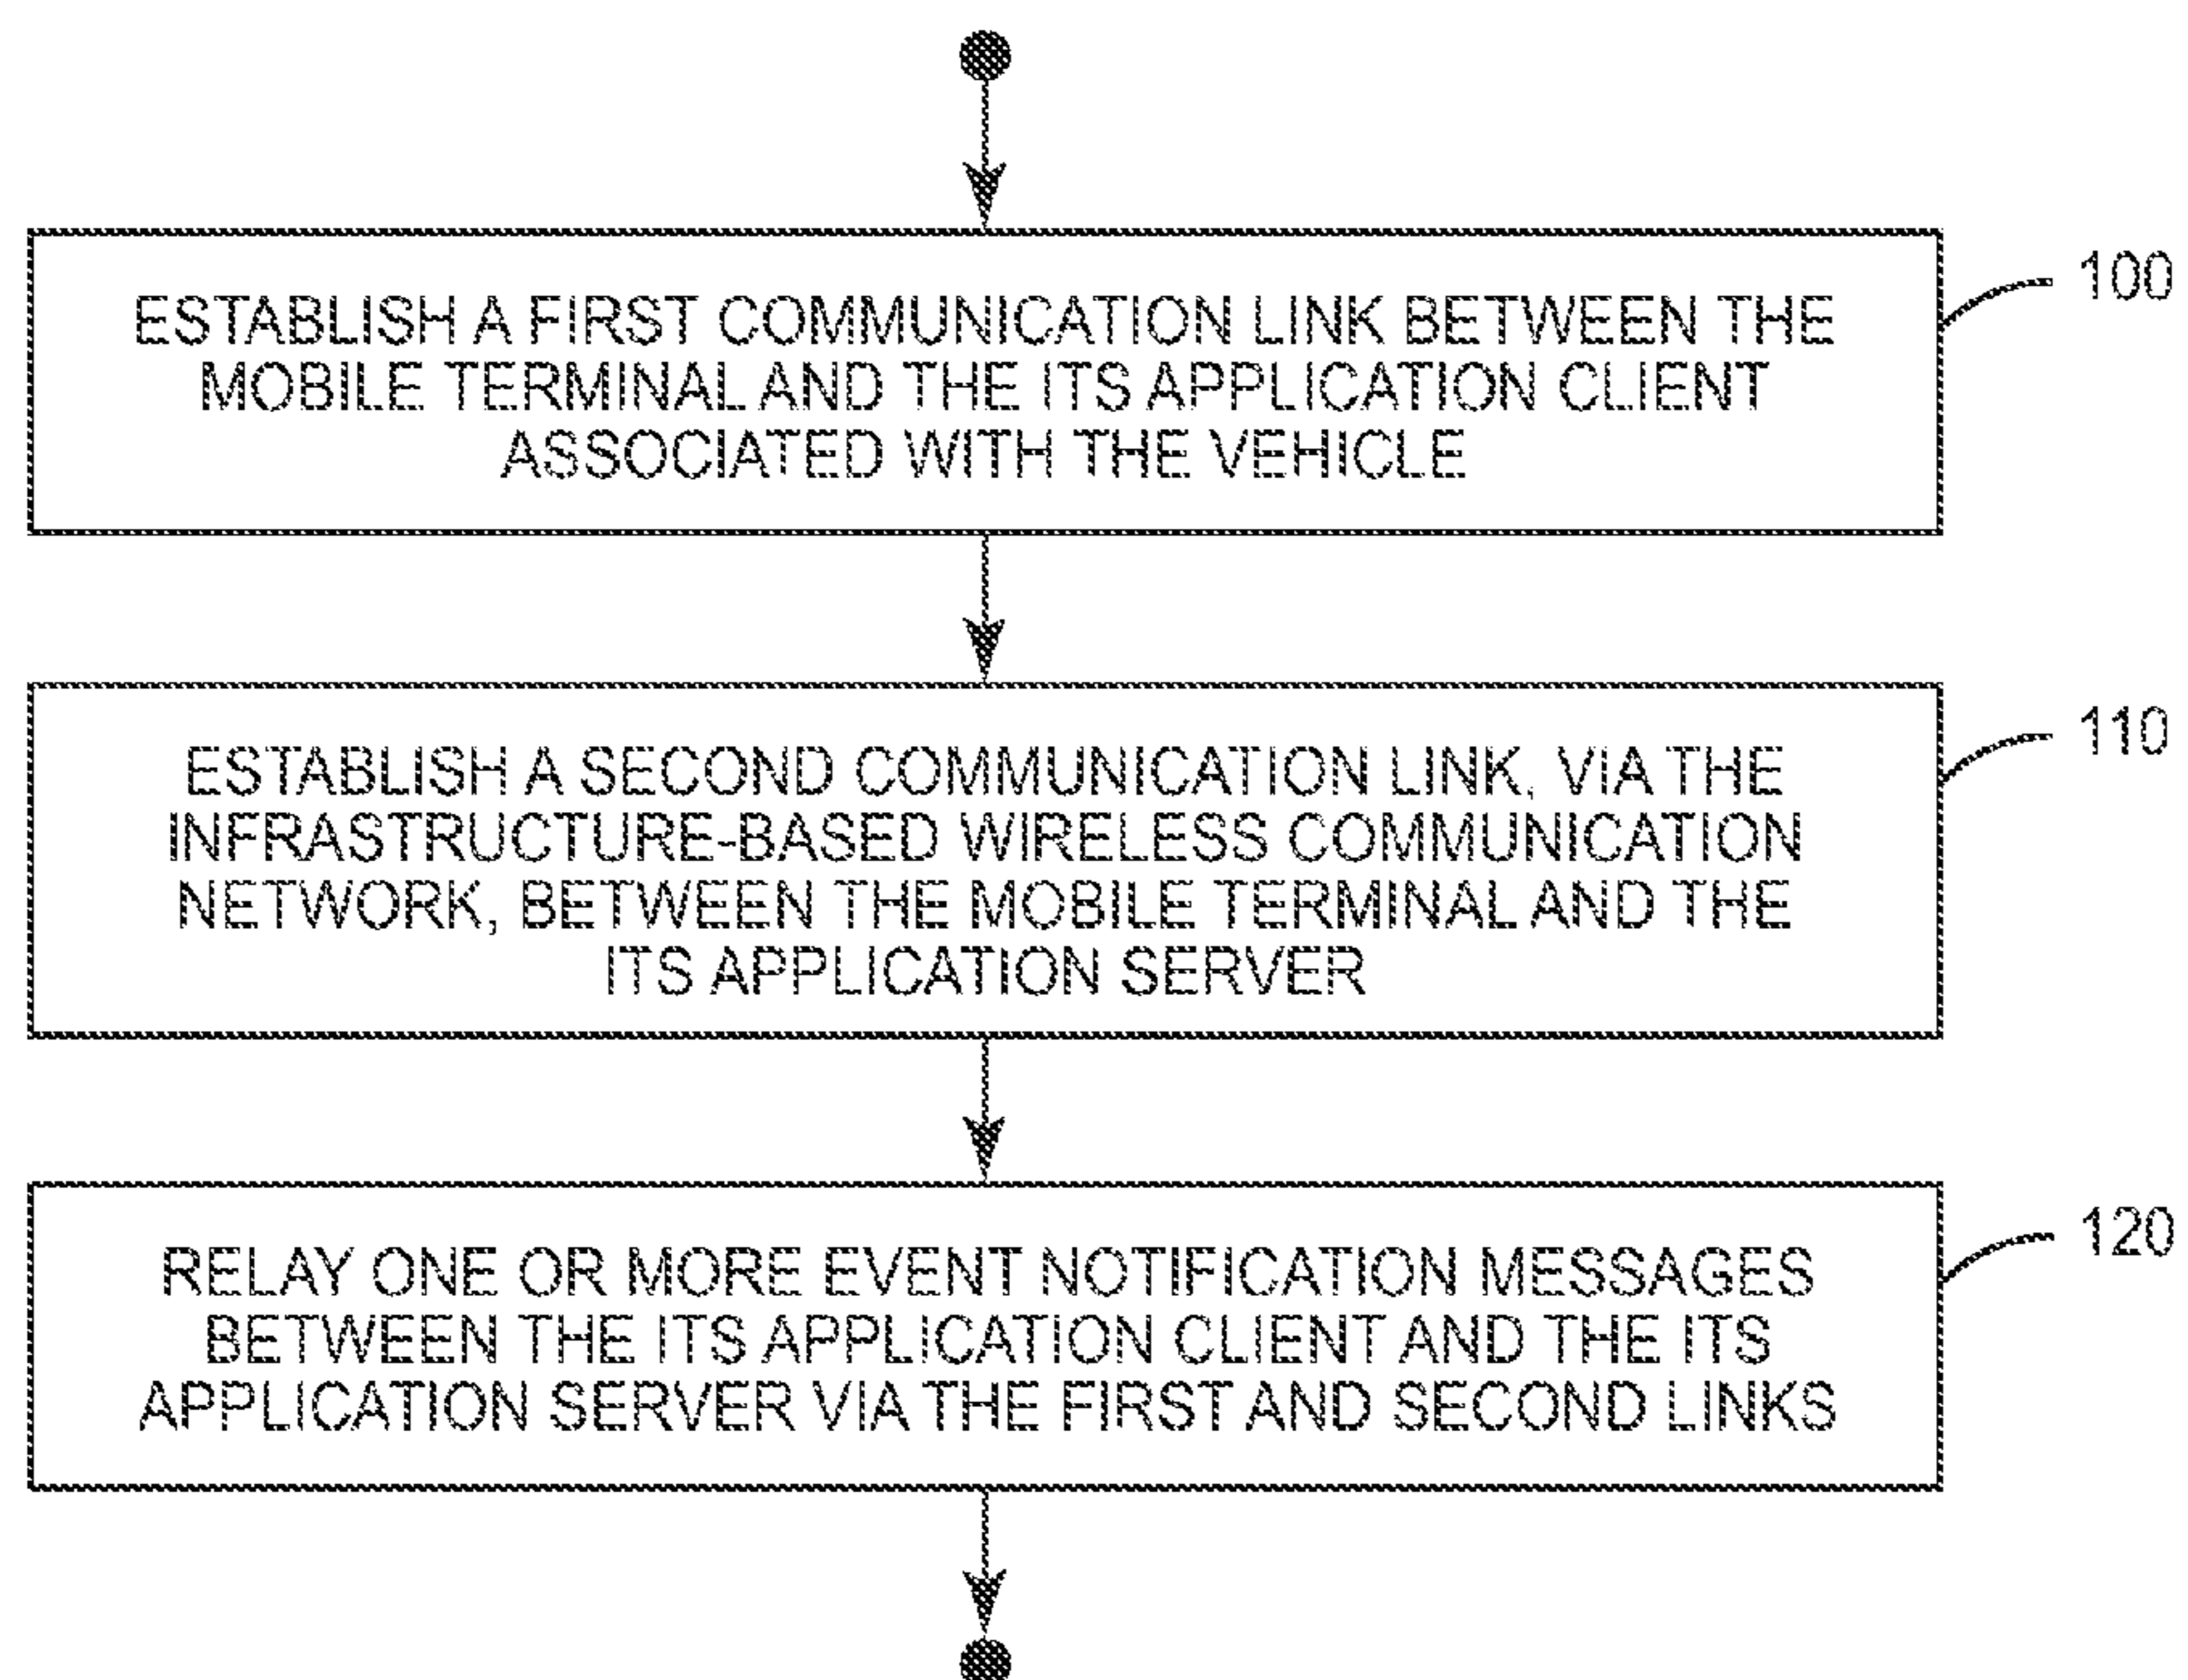 ESTABLISH A FIRST COMMUNICATION LINK BETWEEN THE
MOBILE TERMINAL AND THE ITS APPLICATION CLIENT
ASSOCIATED WITH THE VEHICLE
100
ESTABLISH A SECOND COMMUNICATION LINK, VIA THE
INFRASTRUCTURE-BASED WIRELESS COMMUNICATION
NETWORK, BETWEEN THE MOBILE TERMINAL AND THE
ITS APPLICATION SERVER
110
RELAY ONE OR MORE EVENT NOTIFICATION MESSAGES
BETWEEN THE ITS APPLICATION CLIENT AND THE ITS
APPLICATION SERVER VIA THE FIRST AND SECOND LINKS
120